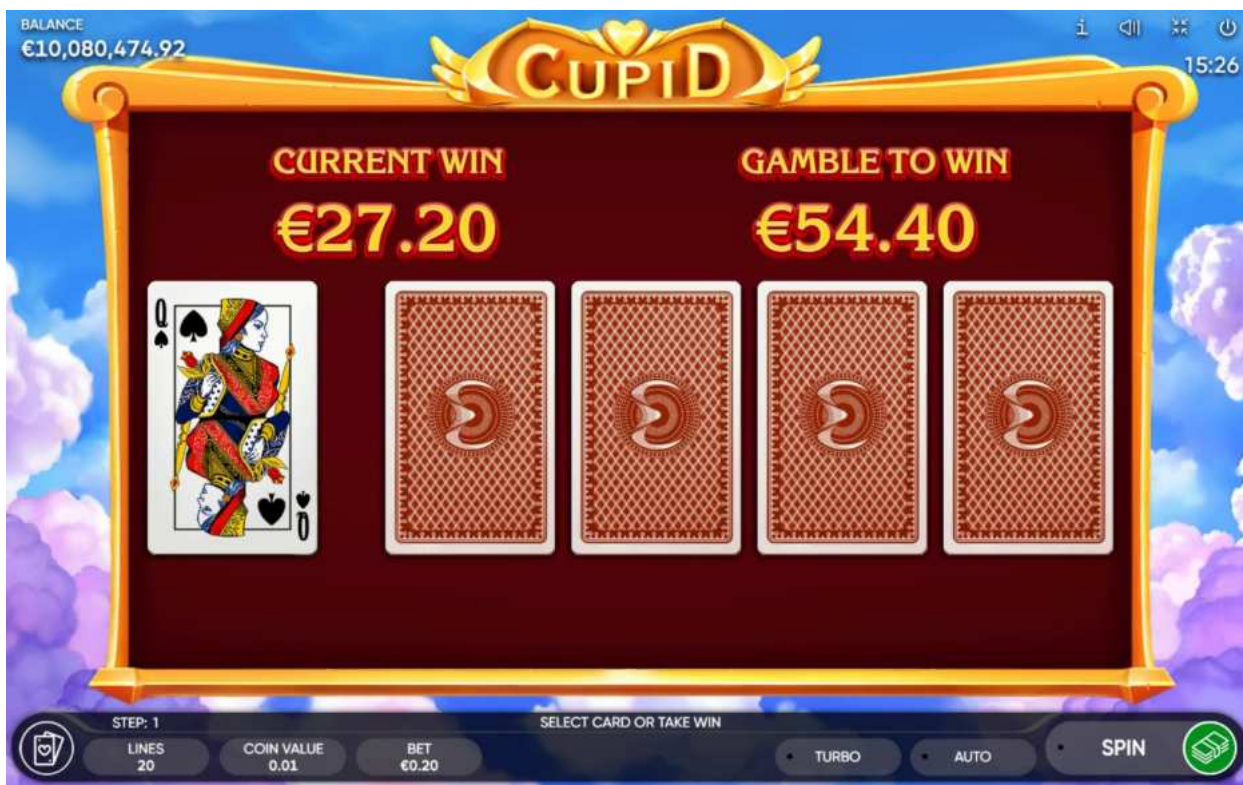 BALANCE
€10,080,474.92
15:26
CUPID
CURRENT WIN
GAMBLE TO WIN
€27.20
€54.40
Q
Q
STEP: 1
SELECT CARD OR TAKE WIN
LINES
20
COIN VALUE
0.01
BET
€0.20
TURBO
AUTO
SPIN